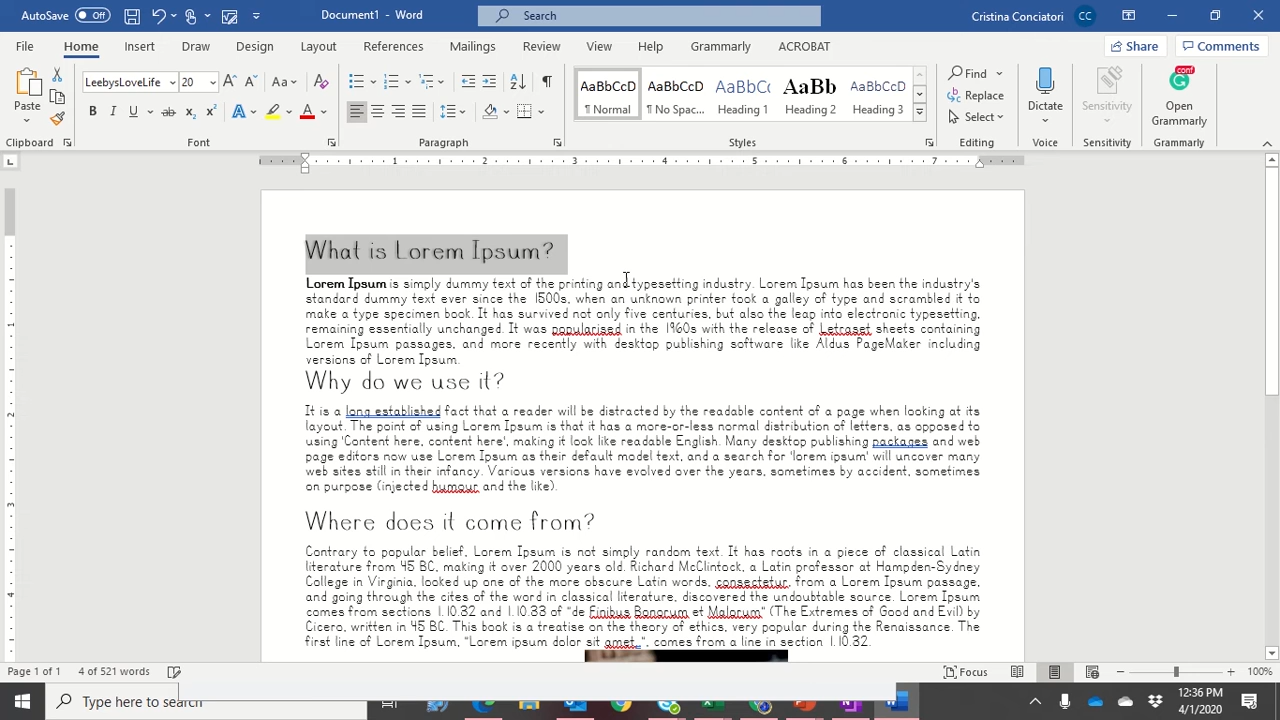 AutoSave Off Document1 - Word Search Cristina Conciatori CC
File Home Insert Draw Design Layout References Mailings Review View Help Grammarly ACROBAT Share Comments
LeebysLoveLife 20 Aa AaBbCcD AaBbCcD AaBbCc AaBb AaBbCcD Find
Paste B I U ab x₂ x² A A ¶ Normal ¶ No Spac... Heading 1 Heading 2 Heading 3 Replace Dictate Sensitivity Open
Select Grammarly
Clipboard Font Paragraph Styles Editing Voice Sensitivity Grammarly
1 2 3 4 5 6 7
What is Lorem Ipsum?
Lorem Ipsum is simply dummy text of the printing and typesetting industry. Lorem Ipsum has been the industry's
standard dummy text ever since the 1500s, when an unknown printer took a galley of type and scrambled it to
make a type specimen book. It has survived not only five centuries, but also the leap into electronic typesetting,
remaining essentially unchanged. It was popularised in the 1960s with the release of Letraset sheets containing
Lorem Ipsum passages, and more recently with desktop publishing software like Aldus PageMaker including
versions of Lorem Ipsum.
Why do we use it?
It is a long established fact that a reader will be distracted by the readable content of a page when looking at its
layout. The point of using Lorem Ipsum is that it has a more-or-less normal distribution of letters, as opposed to
using 'Content here, content here', making it look like readable English. Many desktop publishing packages and web
page editors now use Lorem Ipsum as their default model text, and a search for 'lorem ipsum' will uncover many
web sites still in their infancy. Various versions have evolved over the years, sometimes by accident, sometimes
on purpose (injected humour and the like).
Where does it come from?
Contrary to popular belief, Lorem Ipsum is not simply random text. It has roots in a piece of classical Latin
literature from 45 BC, making it over 2000 years old. Richard McClintock, a Latin professor at Hampden-Sydney
College in Virginia, looked up one of the more obscure Latin words, consectetur, from a Lorem Ipsum passage,
and going through the cites of the word in classical literature, discovered the undoubtable source. Lorem Ipsum
comes from sections 1.10.32 and 1.10.33 of "de Finibus Bonorum et Malorum" (The Extremes of Good and Evil) by
Cicero, written in 45 BC. This book is a treatise on the theory of ethics, very popular during the Renaissance. The
first line of Lorem Ipsum, "Lorem ipsum dolor sit amet..", comes from a line in section 1.10.32.
Page 1 of 1 4 of 521 words Focus 100%
Type here to search 12:36 PM
4/1/2020